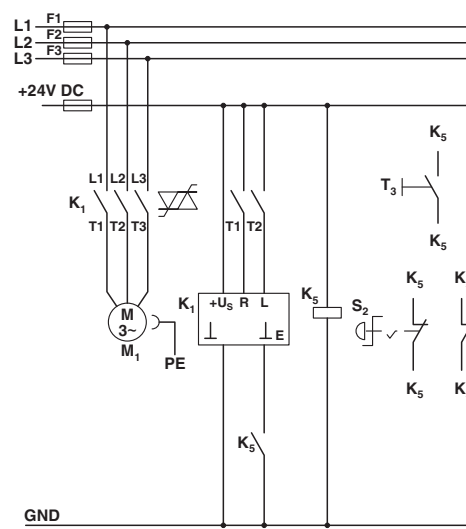 L1 F1
L2 F2
L3 F3
+24V DC
K5
L1 L2 L3
T3
K1
T1 T2 T3
T1 T2
K5
K5 K
K1 +US R L
K5
S2
M
3~
E
M1
PE
K5 K
K5
GND